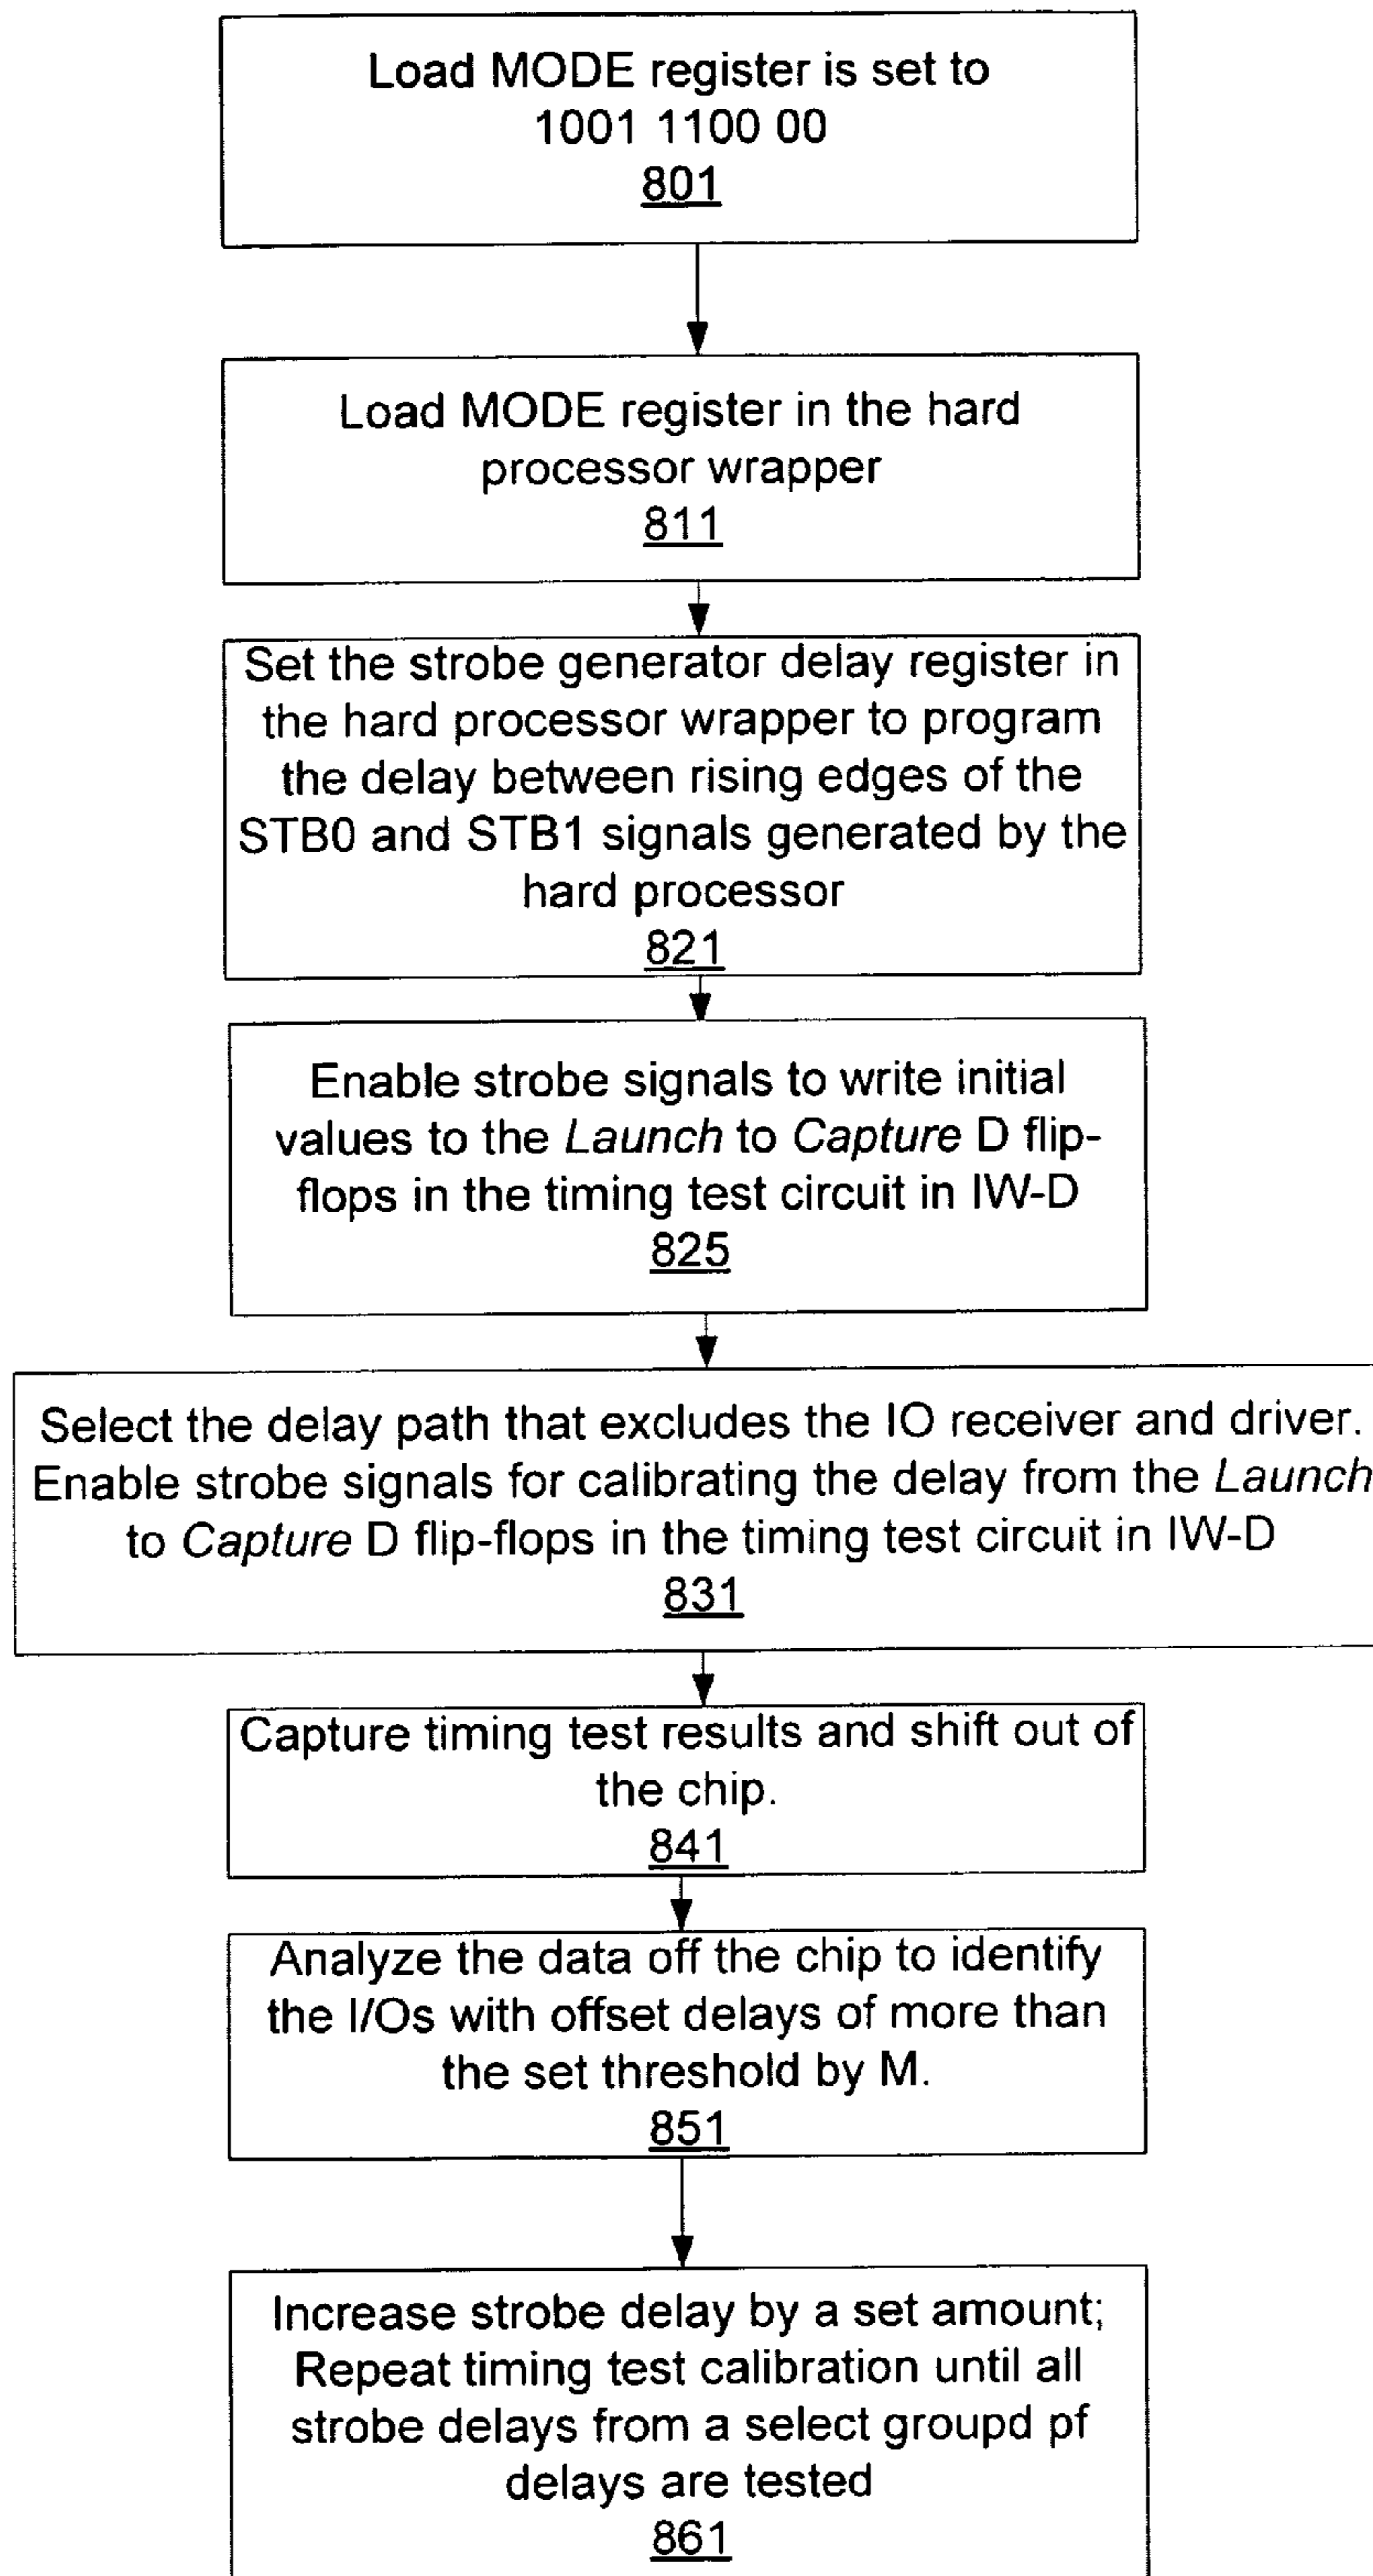 Load MODE register is set to
1001 1100 00
801
Load MODE register in the hard
processor wrapper
811
Set the strobe generator delay register in
the hard processor wrapper to program
the delay between rising edges of the
STB0 and STB1 signals generated by the
hard processor
821
Enable strobe signals to write initial
values to the Launch to Capture D flip-
flops in the timing test circuit in IW-D
825
Select the delay path that excludes the IO receiver and driver.
Enable strobe signals for calibrating the delay from the Launch
to Capture D flip-flops in the timing test circuit in IW-D
831
Capture timing test results and shift out of
the chip.
841
Analyze the data off the chip to identify
the I/Os with offset delays of more than
the set threshold by M.
851
Increase strobe delay by a set amount;
Repeat timing test calibration until all
strobe delays from a select groupd pf
delays are tested
861